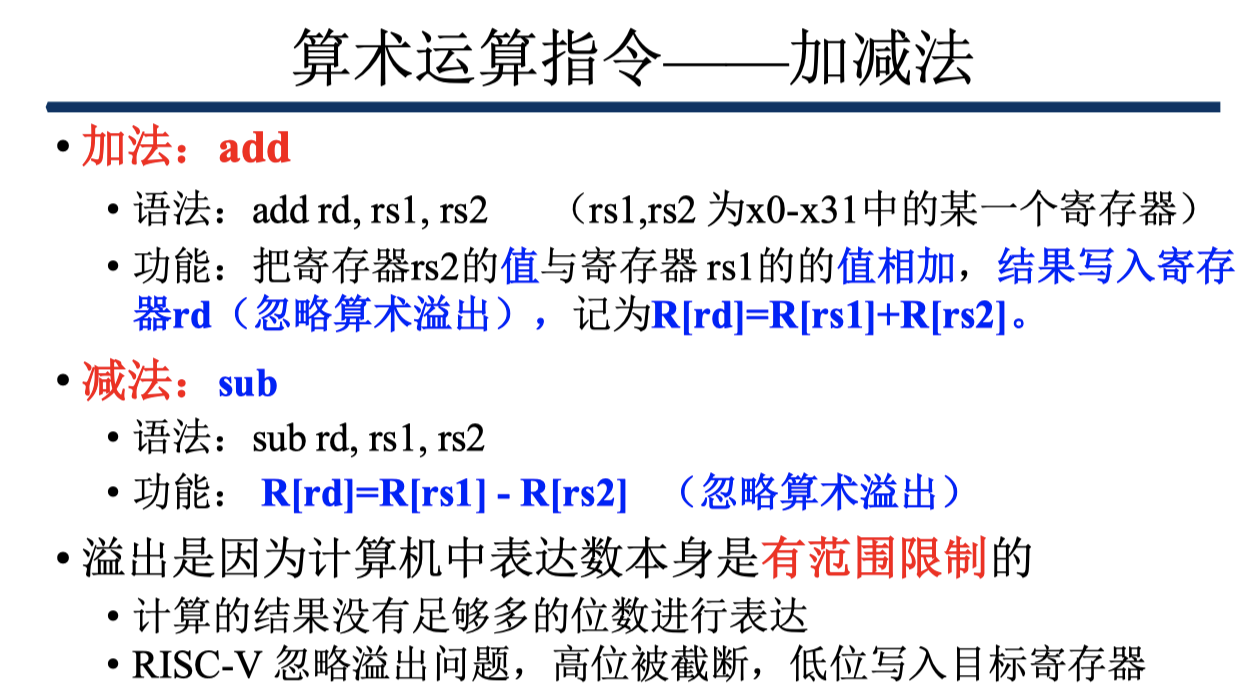 算术运算指令——加减法
• 加法：add
• 语法：add rd, rs1, rs2 （rs1,rs2 为x0-x31中的某一个寄存器）
• 功能：把寄存器rs2的值与寄存器 rs1的的值相加，结果写入寄存
器rd（忽略算术溢出），记为R[rd]=R[rs1]+R[rs2]。
• 减法：sub
• 语法：sub rd, rs1, rs2
• 功能： R[rd]=R[rs1] - R[rs2] （忽略算术溢出）
• 溢出是因为计算机中表达数本身是有范围限制的
• 计算的结果没有足够多的位数进行表达
• RISC-V 忽略溢出问题，高位被截断，低位写入目标寄存器